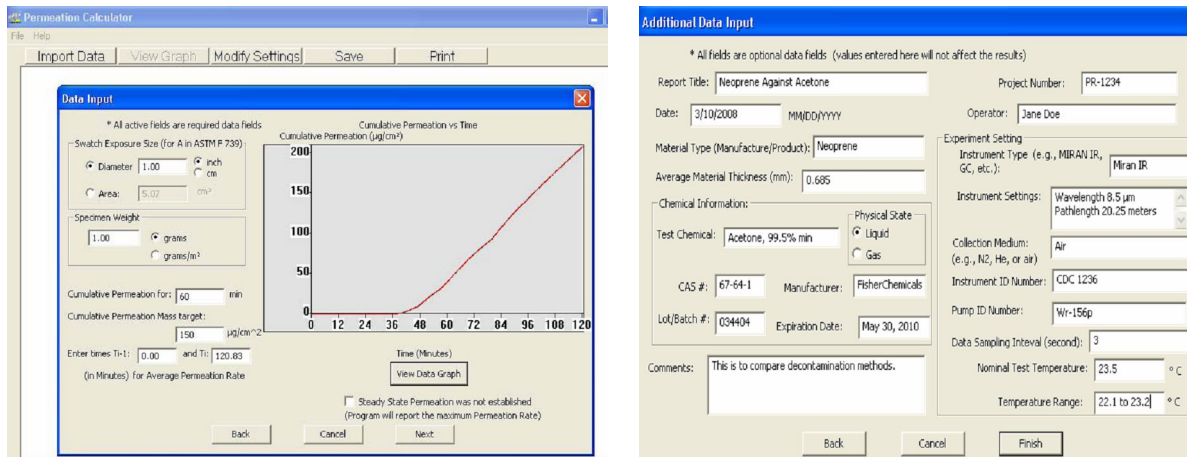 Permeation Calculator
File Help
Import Data View Graph Modify Settings Save Print
Data Input
* All active fields are required data fields
Swatch Exposure Size (for A in ASTM F 739)
Diameter 1.00 inch
cm
Area: 5.07 cm²
Specimen Weight
1.00 grams
grams/m²
Cumulative Permeation for: 60 min
Cumulative Permeation Mass target:
150 µg/cm^2
Enter times Ti-1: 0.00 and Ti: 120.83
(in Minutes) for Average Permeation Rate
Cumulative Permeation vs Time
Cumulative Permeation (µg/cm²)
200
150
100
50
0
0 12 24 36 48 60 72 84 96 108 120
Time (Minutes)
View Data Graph
Steady State Permeation was not established
(Program will report the maximum Permeation Rate)
Back Cancel Next
Additional Data Input
* All fields are optional data fields (values entered here will not affect the results)
Report Title: Neoprene Against Acetone
Project Number: PR-1234
Date: 3/10/2008 MM/DD/YYYY
Operator: Jane Doe
Material Type (Manufacture/Product): Neoprene
Average Material Thickness (mm): 0.685
Chemical Information:
Test Chemical: Acetone, 99.5% min
Physical State
Liquid
Gas
CAS #: 67-64-1 Manufacturer: FisherChemicals
Lot/Batch #: 034404 Expiration Date: May 30, 2010
Comments: This is to compare decontamination methods.
Experiment Setting
Instrument Type (e.g., MIRAN IR,
GC, etc.): Miran IR
Instrument Settings: Wavelength 8.5 µm
Pathlength 20.25 meters
Collection Medium: Air
(e.g., N2, He, or air)
Instrument ID Number: CDC 1236
Pump ID Number: Wr-156p
Data Sampling Inteval (second): 3
Nominal Test Temperature: 23.5 ° C
Temperature Range: 22.1 to 23.2 ° C
Back Cancel Finish